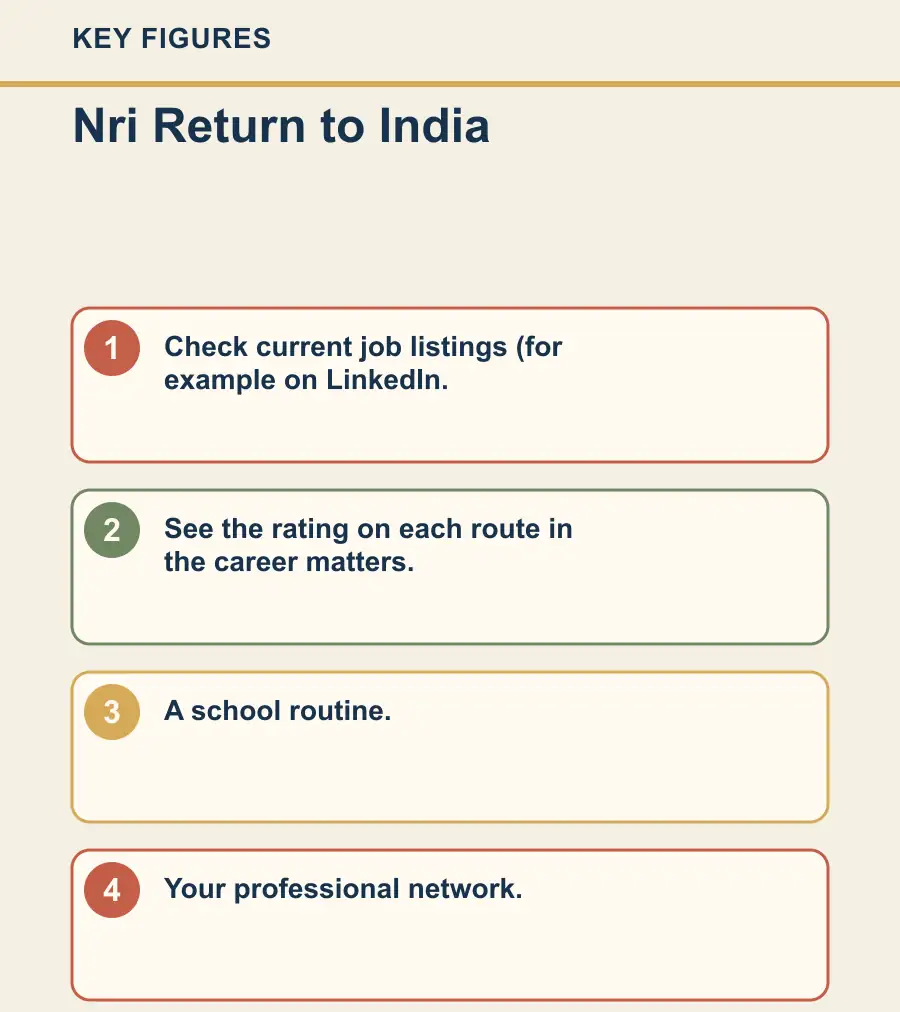 KEY FIGURES
Nri Return to India
1
Check current job listings (for
example on LinkedIn.
2
See the rating on each route in
the career matters.
3
A school routine.
4
Your professional network.